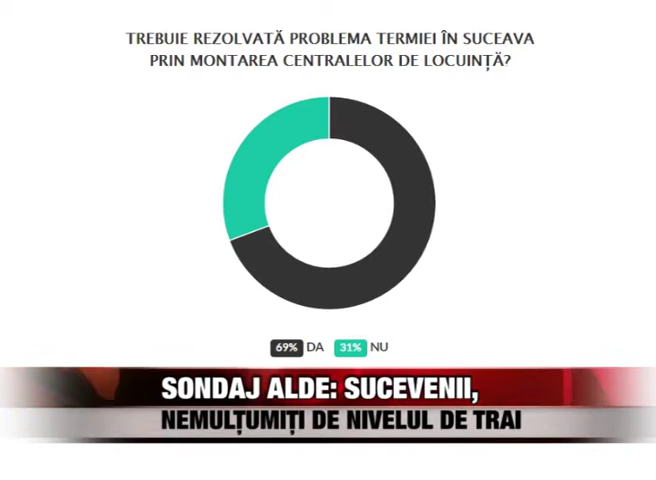 TREBUIE REZOLVATĂ PROBLEMA TERMIEI ÎN SUCEAVA
PRIN MONTAREA CENTRALELOR DE LOCUINȚĂ?
69% DA 31% NU
SONDAJ ALDE: SUCEVENII,
NEMULȚUMIȚI DE NIVELUL DE TRAI